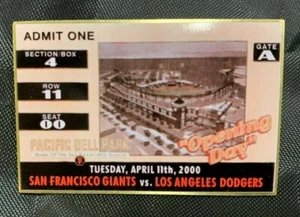 ADMIT ONE
SECTION BOX
4
ROW
11
SEAT
00
GATE
A
PACIFIC BELL PARK
"Opening
Day"
TUESDAY, APRIL 11th, 2000
SAN FRANCISCO GIANTS vs. LOS ANGELES DODGERS